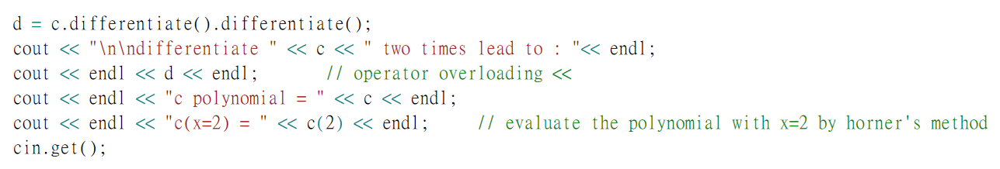 d = c.differentiate().differentiate();
cout << "\n\ndifferentiate " << c << " two times lead to : "<< endl;
cout << endl << d << endl;        // operator overloading <<
cout << endl << "c polynomial = " << c << endl;
cout << endl << "c(x=2) = " << c(2) << endl;      // evaluate the polynomial with x=2 by horner's method
cin.get();